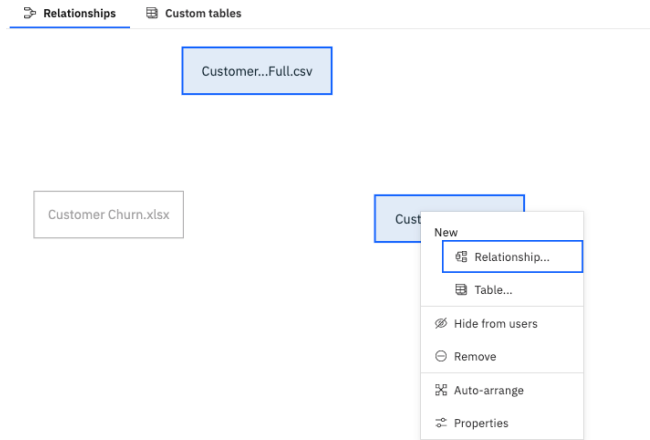 Relationships
Custom tables
Customer...Full.csv
Customer Churn.xlsx
Cust
New
Relationship...
Table...
Hide from users
Remove
Auto-arrange
Properties